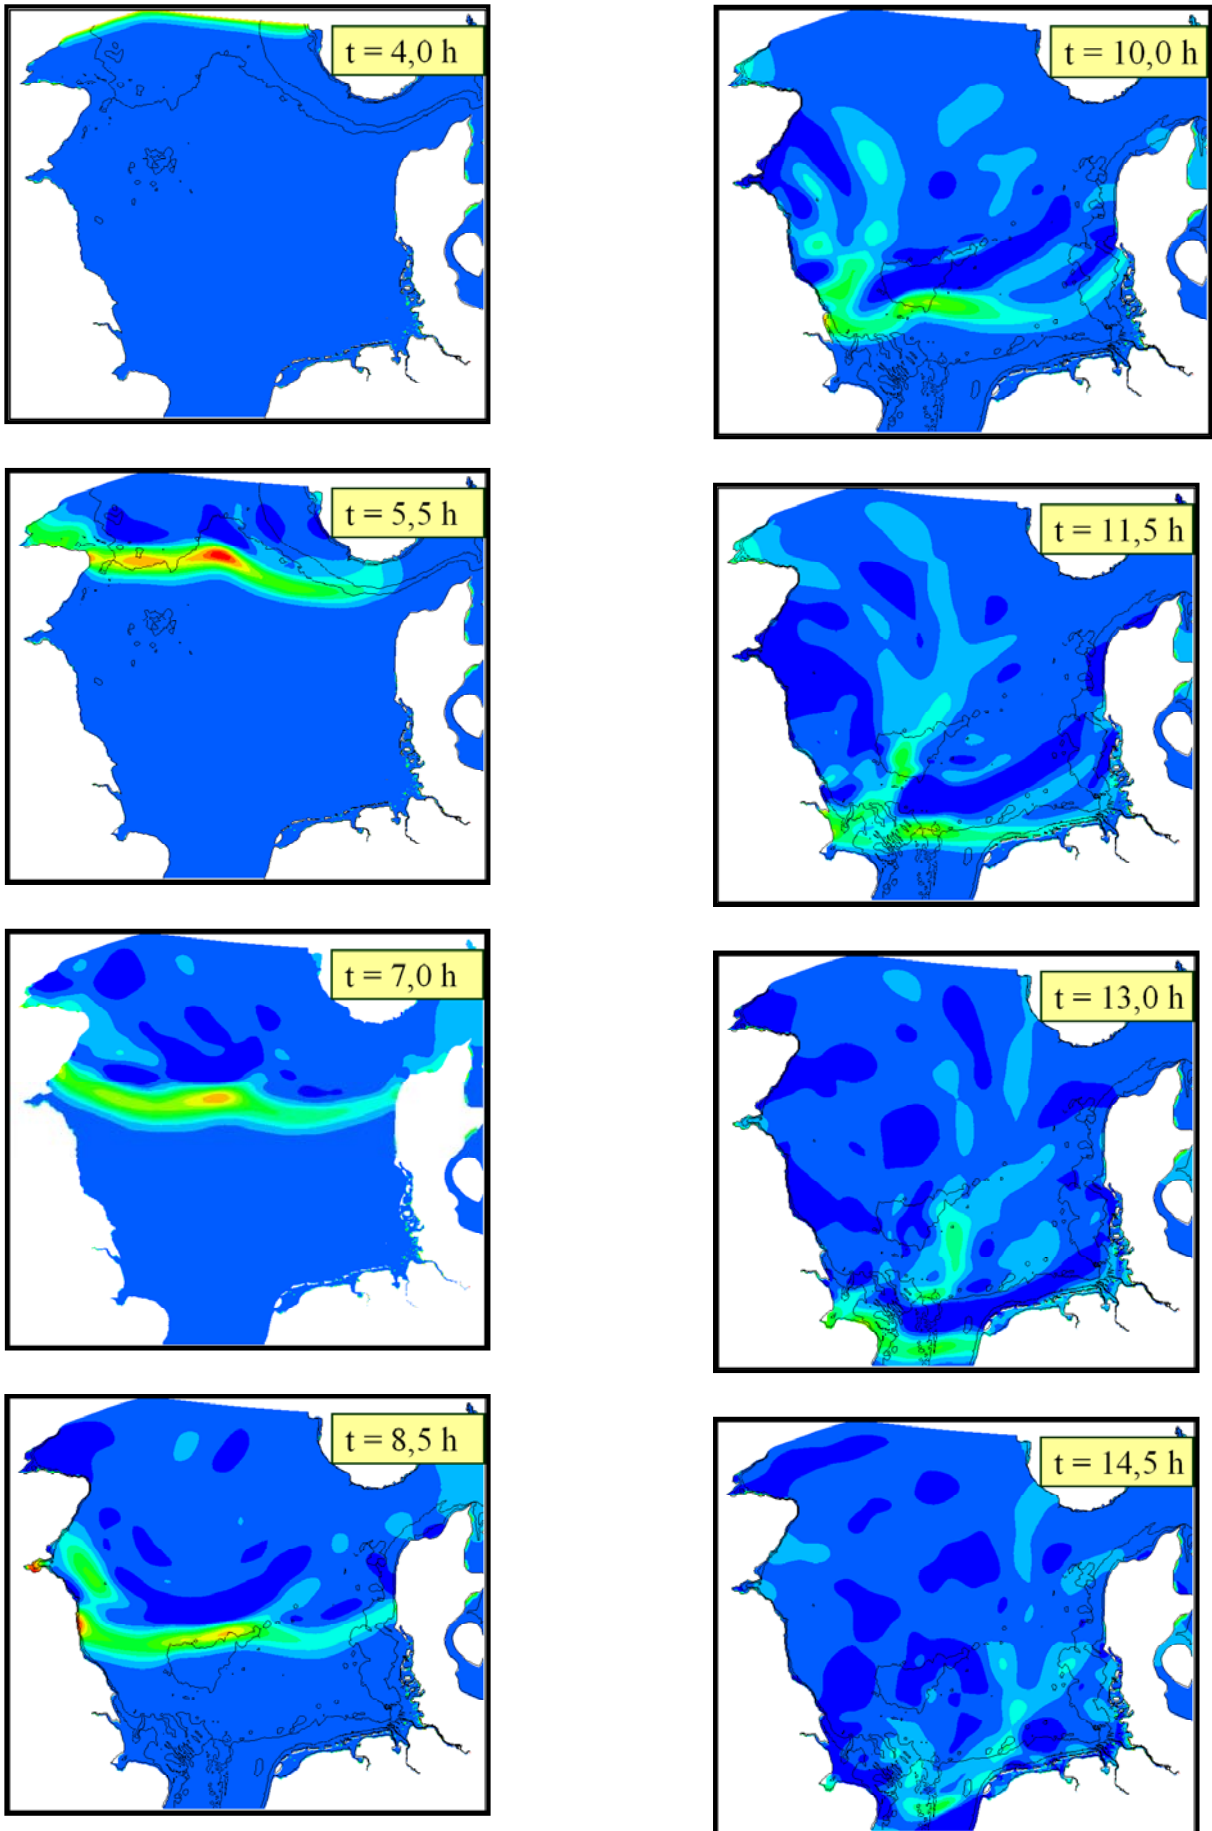 t = 4,0 h
t = 5,5 h
t = 7,0 h
t = 8,5 h
t = 10,0 h
t = 11,5 h
t = 13,0 h
t = 14,5 h